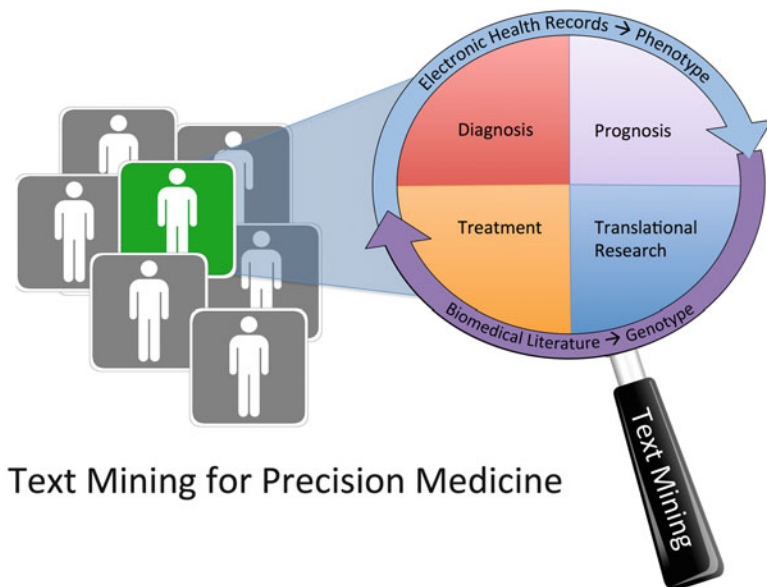 Electronic Health Records → Phenotype
Diagnosis
Prognosis
Treatment
Translational
Research
Biomedical Literature → Genotype
Text Mining
Text Mining for Precision Medicine